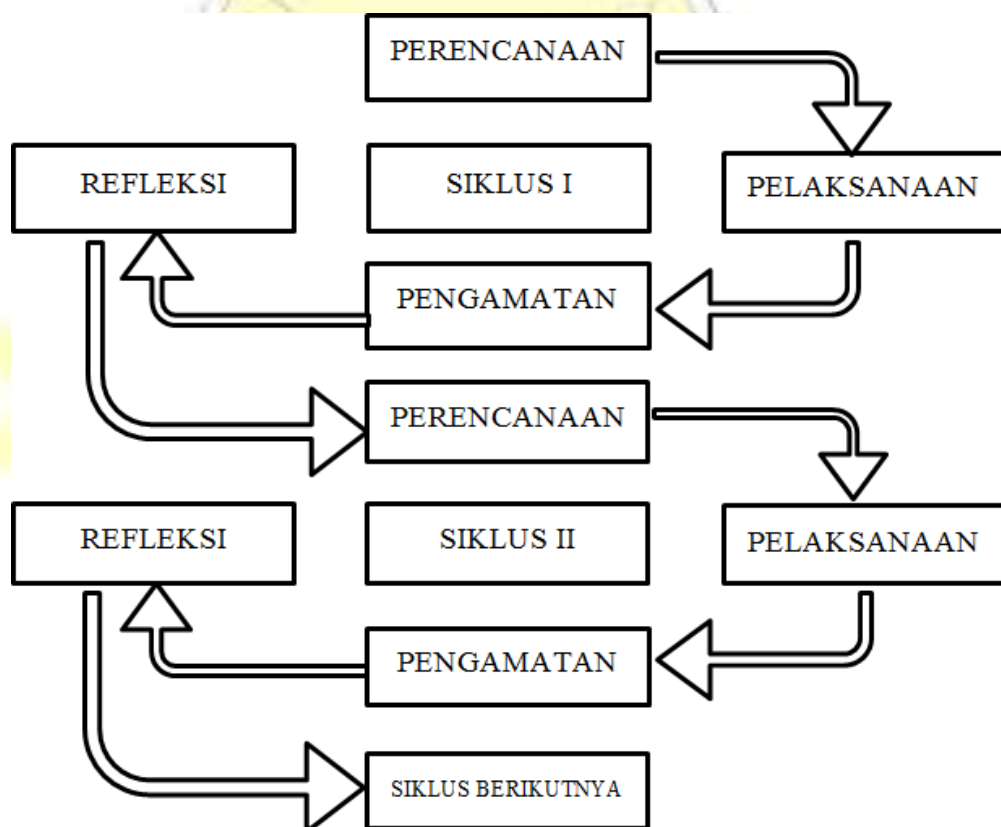 PERENCANAAN
REFLEKSI
SIKLUS I
PELAKSANAAN
PENGAMATAN
PERENCANAAN
REFLEKSI
SIKLUS II
PELAKSANAAN
PENGAMATAN
SIKLUS BERIKUTNYA